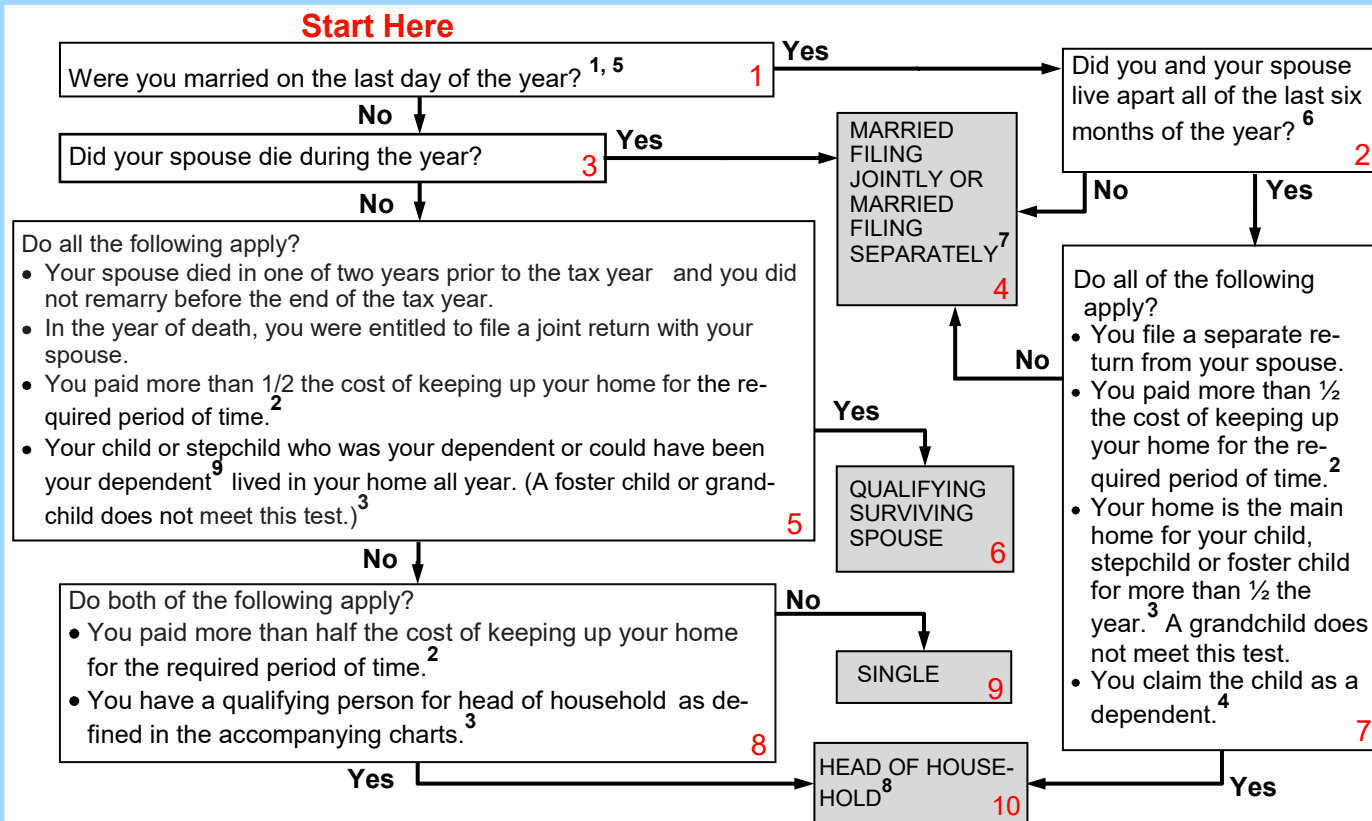 Start Here
Were you married on the last day of the year? 1, 5
1
Yes
Did you and your spouse
live apart all of the last six
months of the year? 6
2
No
Did your spouse die during the year?
3
Yes
MARRIED
FILING
JOINTLY OR
MARRIED
FILING
SEPARATELY7
4
No
Yes
No
Do all the following apply?
• Your spouse died in one of two years prior to the tax year and you did
not remarry before the end of the tax year.
• In the year of death, you were entitled to file a joint return with your
spouse.
• You paid more than 1/2 the cost of keeping up your home for the re-
quired period of time.2
• Your child or stepchild who was your dependent or could have been
your dependent9 lived in your home all year. (A foster child or grand-
child does not meet this test.)3
5
Yes
QUALIFYING
SURVIVING
SPOUSE
6
No
Do all of the following
apply?
• You file a separate re-
turn from your spouse.
• You paid more than ½
the cost of keeping up
your home for the re-
quired period of time.2
• Your home is the main
home for your child,
stepchild or foster child
for more than ½ the
year.3 A grandchild does
not meet this test.
• You claim the child as a
dependent.4
7
No
Do both of the following apply?
• You paid more than half the cost of keeping up your home
for the required period of time.2
• You have a qualifying person for head of household as de-
fined in the accompanying charts.3
8
No
SINGLE
9
Yes
HEAD OF HOUSE-
HOLD8
10
Yes